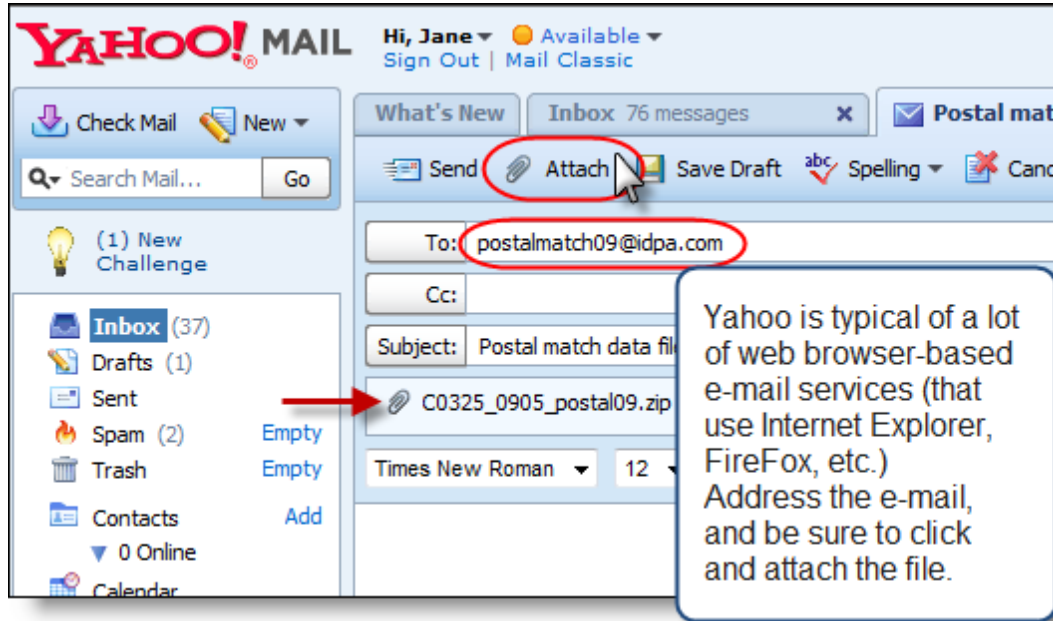 YAHOO!® MAIL
Hi, Jane Available
Sign Out | Mail Classic
Check Mail New
Search Mail... Go
(1) New
Challenge
Inbox (37)
Drafts (1)
Sent
Spam (2) Empty
Trash Empty
Contacts Add
0 Online
Calendar
What's New Inbox 76 messages x Postal mat
Send Attach Save Draft abc Spelling Canc
To: postalmatch09@idpa.com
Cc:
Subject: Postal match data fil
C0325_0905_postal09.zip
Times New Roman 12
Yahoo is typical of a lot
of web browser-based
e-mail services (that
use Internet Explorer,
FireFox, etc.)
Address the e-mail,
and be sure to click
and attach the file.